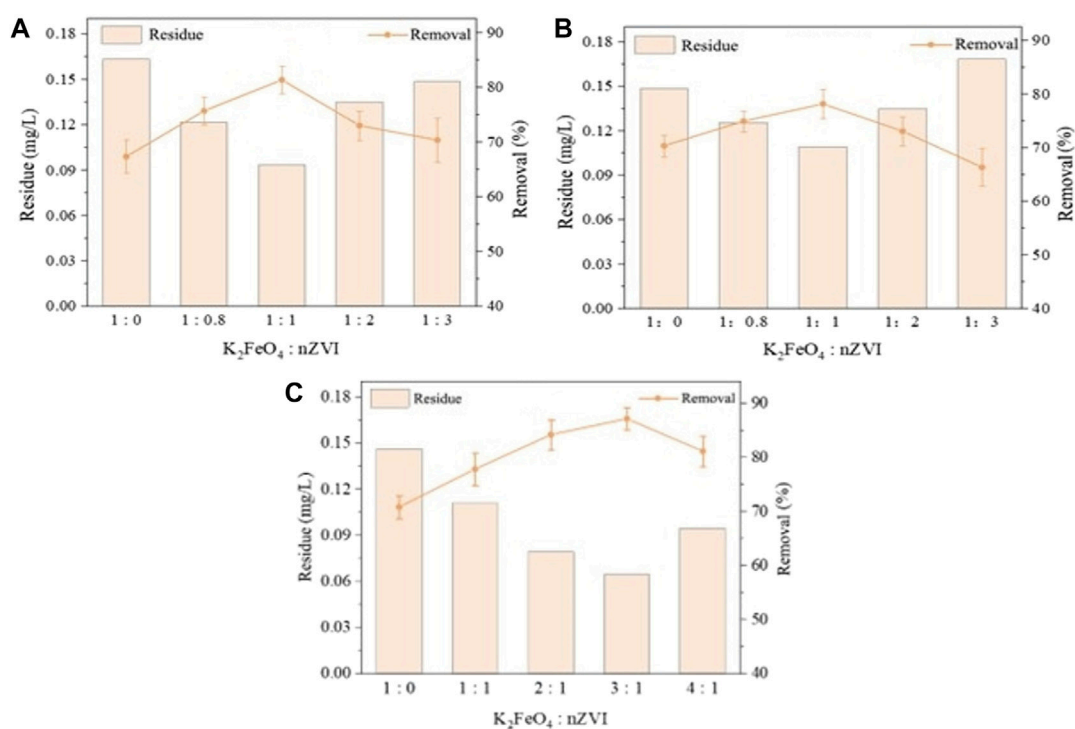 A
Residue
Removal
0.18
0.15
0.12
0.09
0.06
0.03
0.00
Residue (mg/L)
90
80
70
60
50
40
Removal (%)
1 : 0 1 : 0.8 1 : 1 1 : 2 1 : 3
K₂FeO₄ : nZVI
B
Residue
Removal
0.18
0.15
0.12
0.09
0.06
0.03
0.00
Residue (mg/L)
90
80
70
60
50
40
Removal (%)
1： 0 1： 0.8 1： 1 1： 2 1： 3
K₂FeO₄ : nZVI
C
Residue
Removal
0.18
0.15
0.12
0.09
0.06
0.03
0.00
Residue (mg/L)
90
80
70
60
50
40
Removal (%)
1 : 0 1 : 1 2 : 1 3 : 1 4 : 1
K₂FeO₄ : nZVI